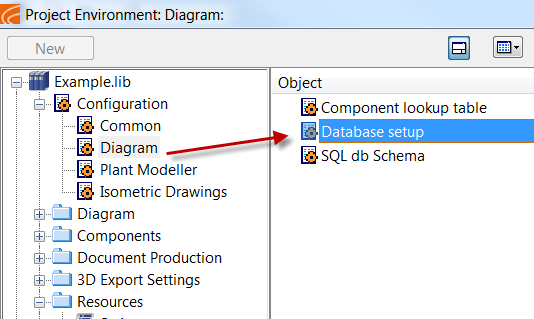 Project Environment: Diagram:
New
Example.lib
Configuration
Common
Diagram
Plant Modeller
Isometric Drawings
Diagram
Components
Document Production
3D Export Settings
Resources
Object
Component lookup table
Database setup
SQL db Schema